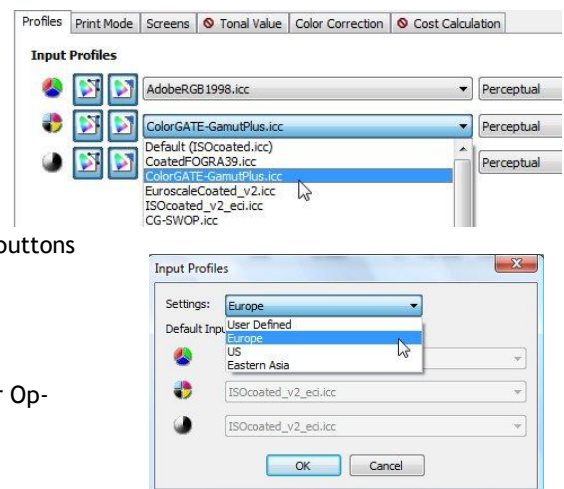 Profiles Print Mode Screens Tonal Value Color Correction Cost Calculation
Input Profiles
AdobeRGB1998.icc Perceptual
ColorGATE-GamutPlus.icc Perceptual
Default (ISOcoated.icc)
CoatedFOGRA39.icc Perceptual
ColorGATE-GamutPlus.icc
EuroscaleCoated_v2.icc
ISOcoated_v2_eci.icc
CG-SWOP.icc
buttons
Input Profiles
Settings: Europe
Default Inpu User Defined
Europe
US
Eastern Asia
ISOcoated_v2_eci.icc
r Op-
ISOcoated_v2_eci.icc
OK Cancel